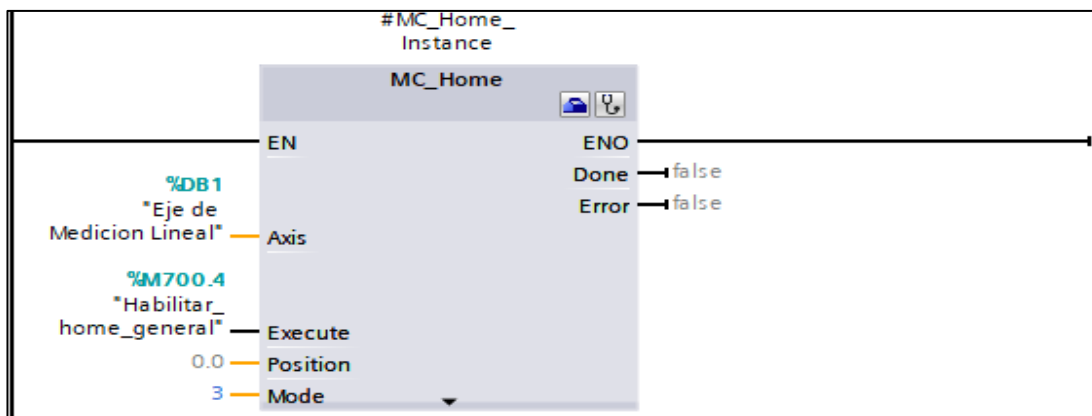 #MC_Home_
Instance
MC_Home
EN
ENO
Done
false
Error
false
%DB1
"Eje de
Medicion Lineal"
Axis
%M700.4
"Habilitar_
home_general"
Execute
0.0
Position
3
Mode